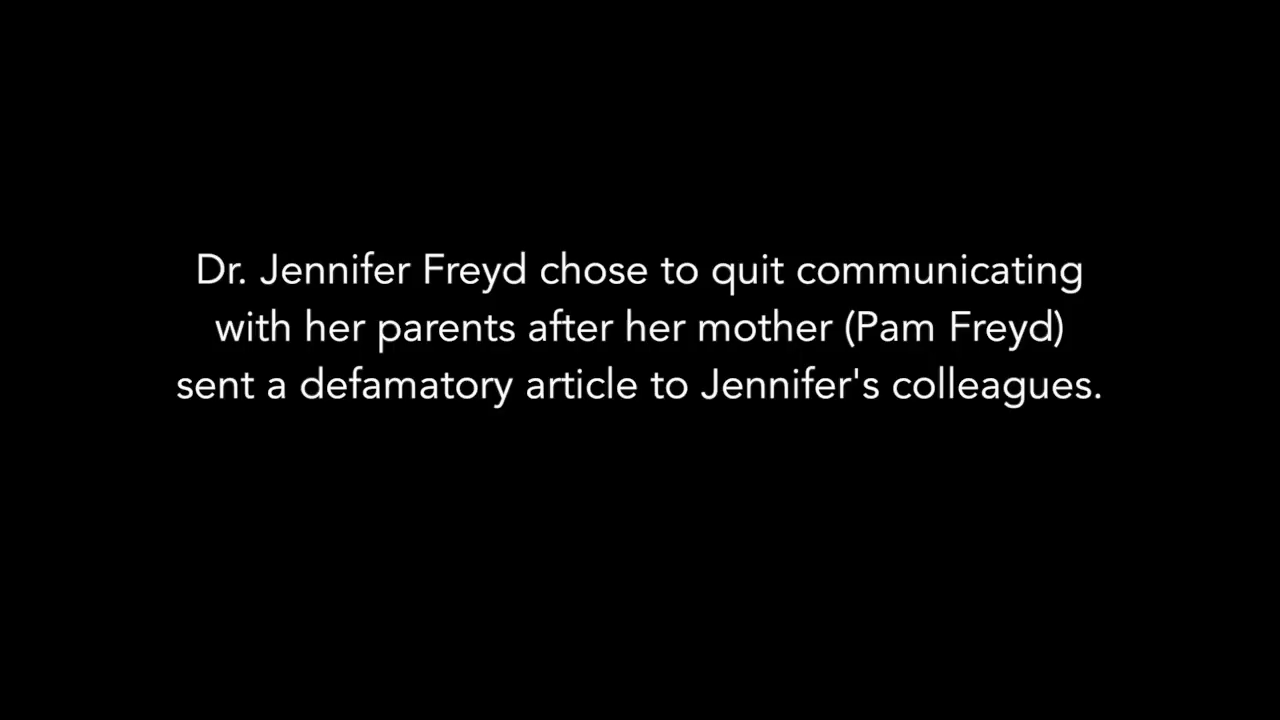 Dr. Jennifer Freyd chose to quit communicating
with her parents after her mother (Pam Freyd)
sent a defamatory article to Jennifer's colleagues.